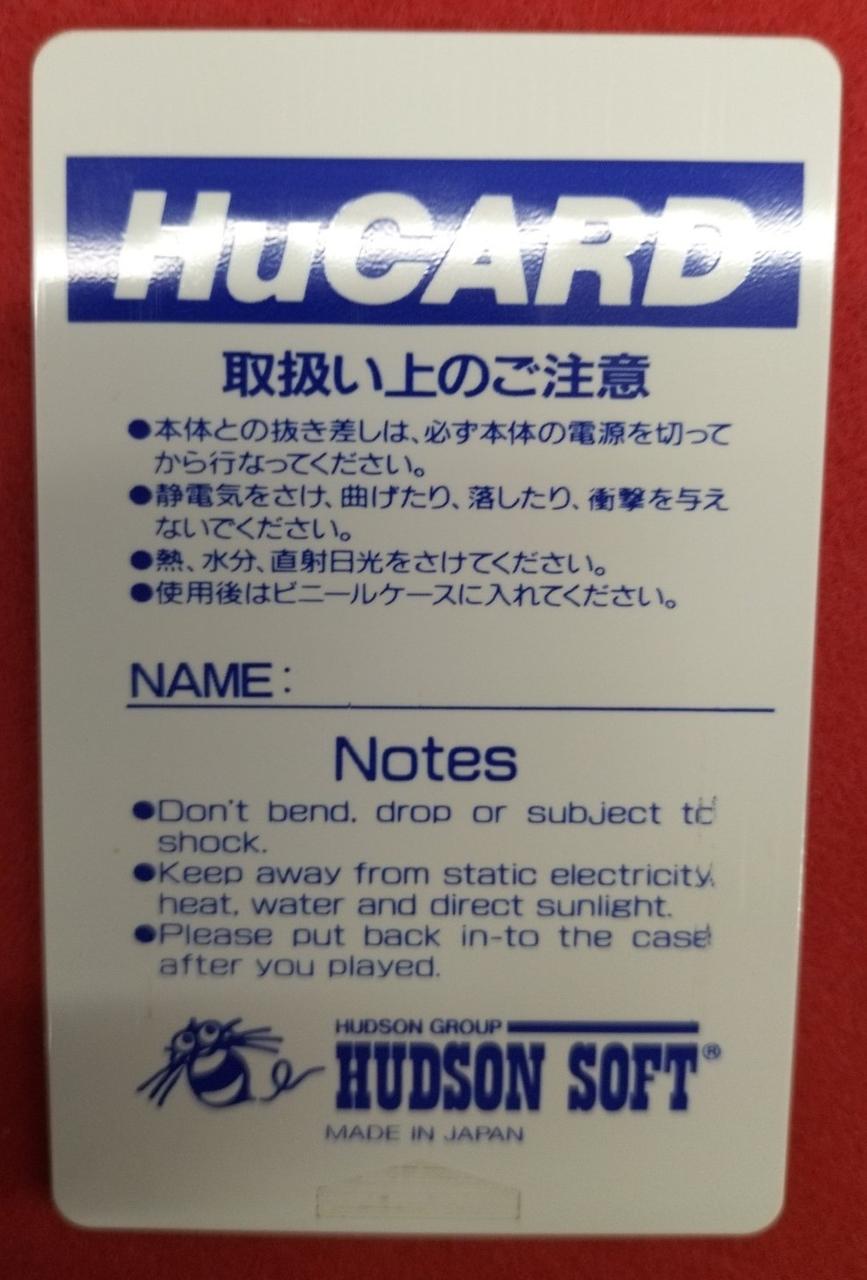 HuCARD
取扱い上のご注意
●本体との抜き差しは、必ず本体の電源を切って
から行なってください。
●静電気をさけ、曲げたり、落したり、衝撃を与え
ないでください。
●熱、水分、直射日光をさけてください。
●使用後はビニールケースに入れてください。
NAME:
Notes
●Don't bend, drop or subject to
shock.
●Keep away from static electricity,
heat, water and direct sunlight.
●Please put back in-to the case
after you played.
HUDSON GROUP
HUDSON SOFT®
MADE IN JAPAN